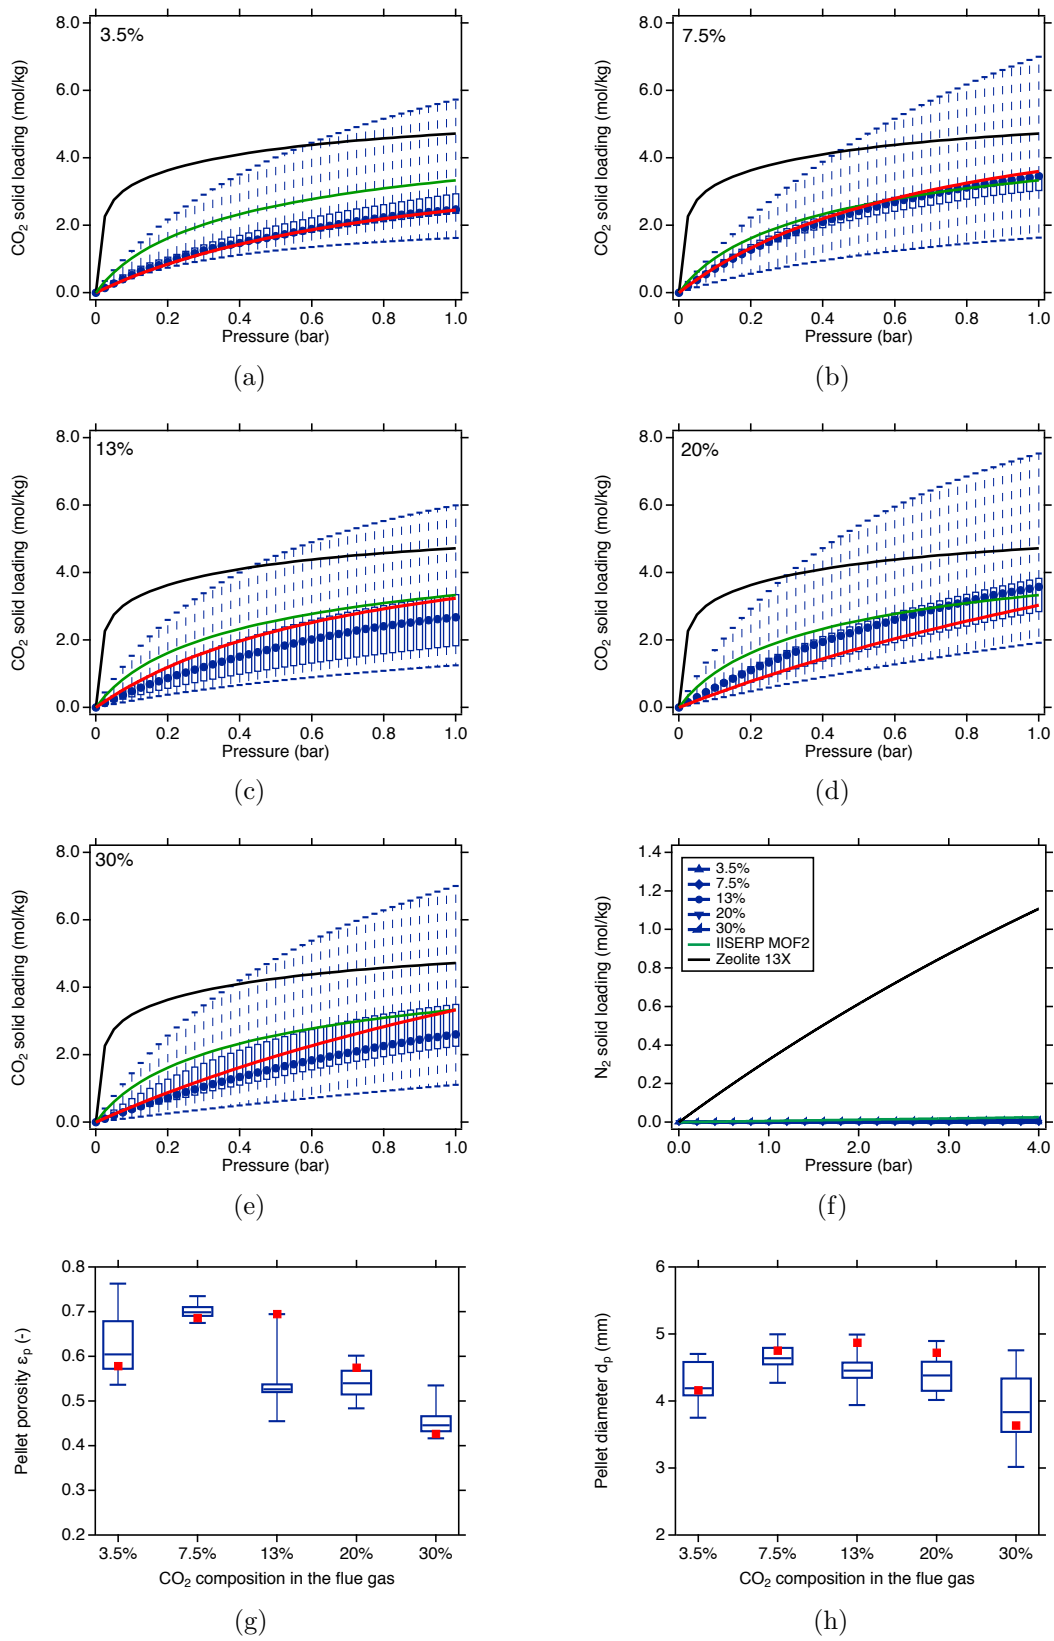 8.0
6.0
4.0
2.0
0.0
CO₂ solid loading (mol/kg)
3.5%
0 0.2 0.4 0.6 0.8 1.0
Pressure (bar)
(a)
8.0
6.0
4.0
2.0
0.0
CO₂ solid loading (mol/kg)
7.5%
0 0.2 0.4 0.6 0.8 1.0
Pressure (bar)
(b)
8.0
6.0
4.0
2.0
0.0
CO₂ solid loading (mol/kg)
13%
0 0.2 0.4 0.6 0.8 1.0
Pressure (bar)
(c)
8.0
6.0
4.0
2.0
0.0
CO₂ solid loading (mol/kg)
20%
0 0.2 0.4 0.6 0.8 1.0
Pressure (bar)
(d)
8.0
6.0
4.0
2.0
0.0
CO₂ solid loading (mol/kg)
30%
0 0.2 0.4 0.6 0.8 1.0
Pressure (bar)
(e)
1.4
1.2
1.0
0.8
0.6
0.4
0.2
0.0
N₂ solid loading (mol/kg)
3.5%
7.5%
13%
20%
30%
IISERP MOF2
Zeolite 13X
0.0 1.0 2.0 3.0 4.0
Pressure (bar)
(f)
0.8
0.7
0.6
0.5
0.4
0.3
0.2
Pellet porosity εₚ (-)
3.5% 7.5% 13% 20% 30%
CO₂ composition in the flue gas
(g)
6
5
4
3
2
Pellet diameter dₚ (mm)
3.5% 7.5% 13% 20% 30%
CO₂ composition in the flue gas
(h)